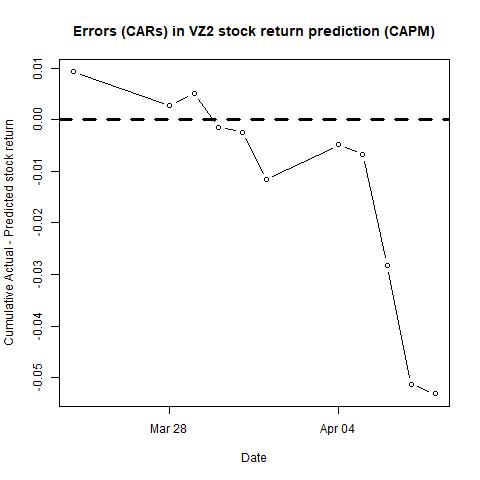 Errors (CARs) in VZ2 stock return prediction (CAPM)
Cumulative Actual - Predicted stock return
0.01
0.00
-0.01
-0.02
-0.03
-0.04
-0.05
Mar 28
Apr 04
Date